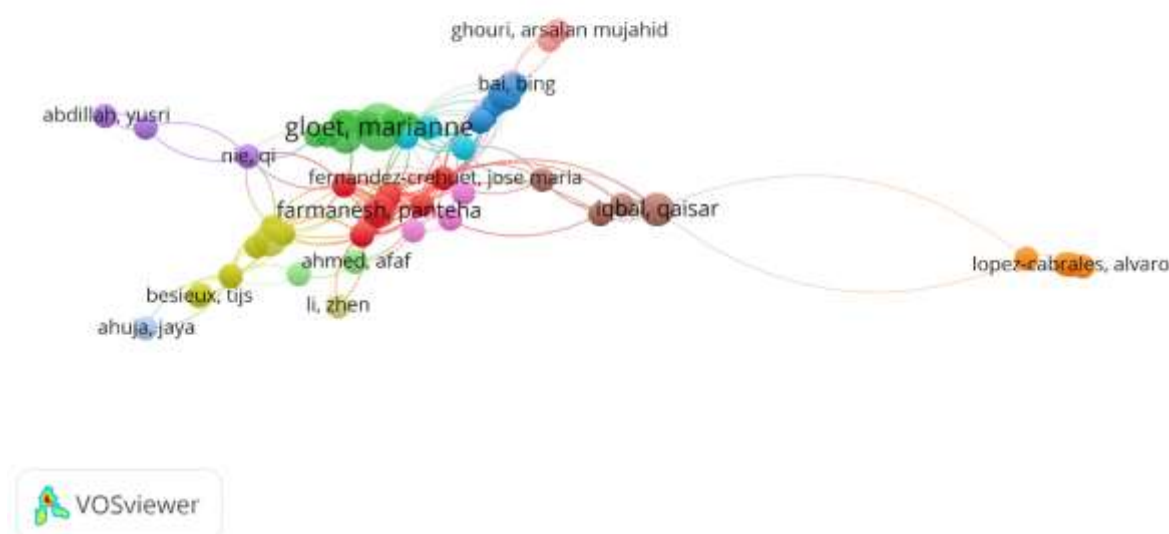 ghouri, arsalan mujahid
bai, bing
abdillah, yusri
gloet, marianne
nie, qi
fernandez-crehuet, jose maria
farmanesh, panteha
iqbal, qaisar
ahmed, afaf
lopez-cabrales, alvaro
besieux, tijs
li, zhen
ahuja, jaya
VOSviewer